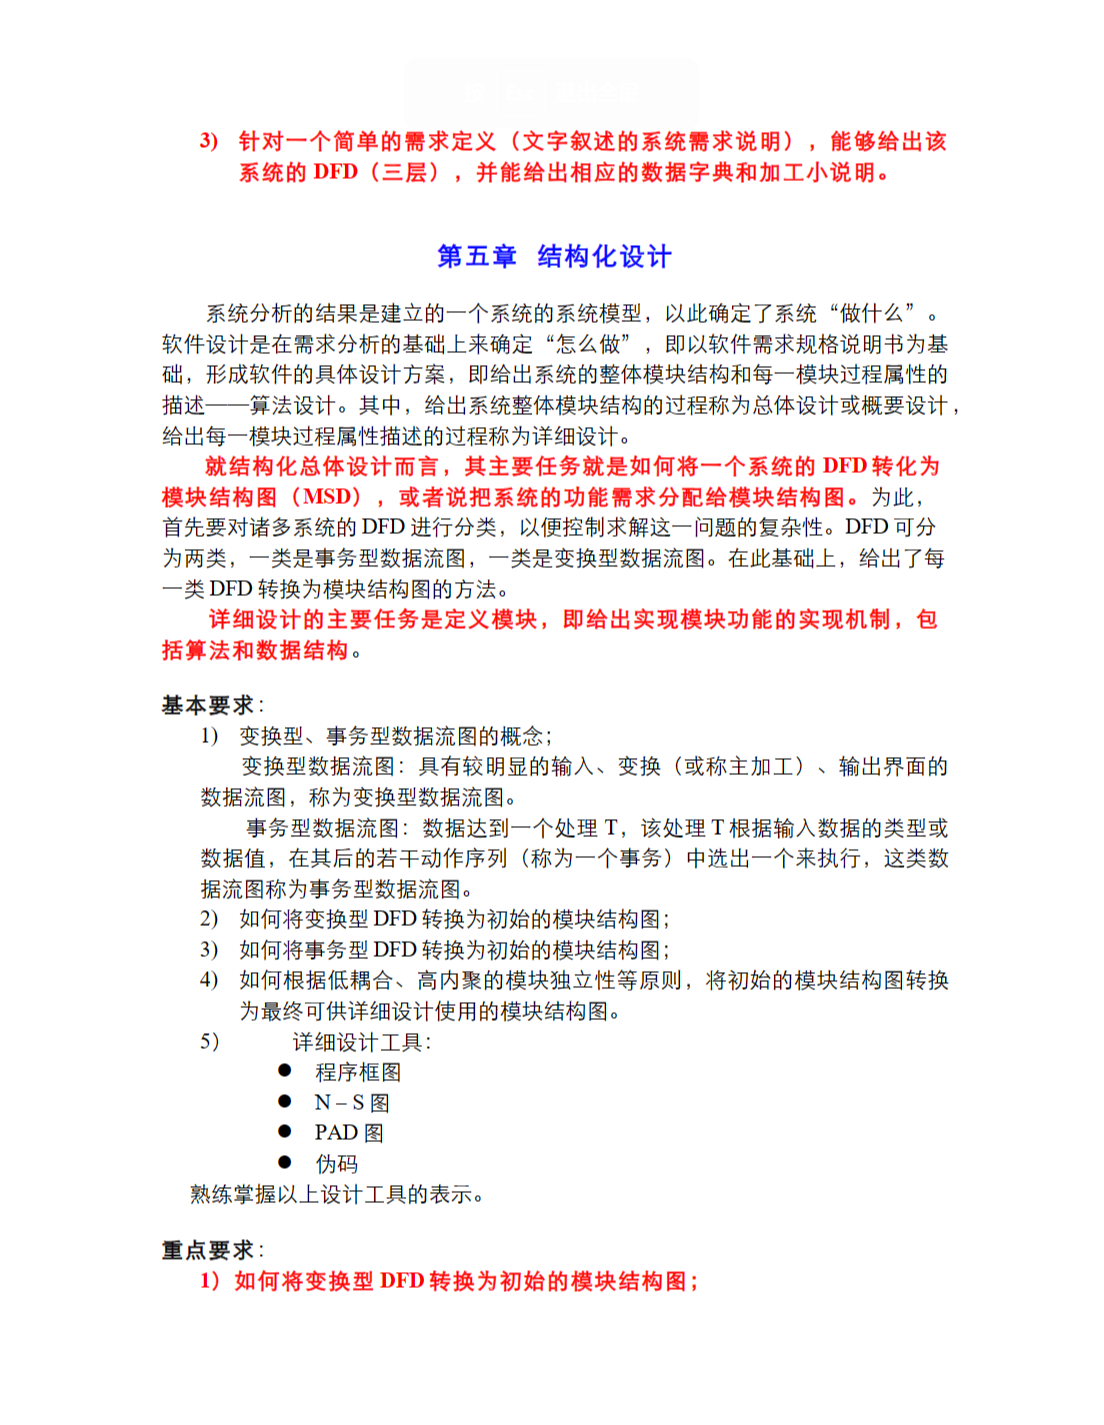 3) 针对一个简单的需求定义（文字叙述的系统需求说明），能够给出该
系统的 DFD（三层），并能给出相应的数据字典和加工小说明。
第五章 结构化设计
系统分析的结果是建立的一个系统的系统模型，以此确定了系统“做什么”。
软件设计是在需求分析的基础上来确定“怎么做”，即以软件需求规格说明书为基
础，形成软件的具体设计方案，即给出系统的整体模块结构和每一模块过程属性的
描述——算法设计。其中，给出系统整体模块结构的过程称为总体设计或概要设计，
给出每一模块过程属性描述的过程称为详细设计。
就结构化总体设计而言，其主要任务就是如何将一个系统的 DFD 转化为
模块结构图（MSD），或者说把系统的功能需求分配给模块结构图。为此，
首先要对诸多系统的 DFD 进行分类，以便控制求解这一问题的复杂性。DFD 可分
为两类，一类是事务型数据流图，一类是变换型数据流图。在此基础上，给出了每
一类 DFD 转换为模块结构图的方法。
详细设计的主要任务是定义模块，即给出实现模块功能的实现机制，包
括算法和数据结构。
基本要求：
1) 变换型、事务型数据流图的概念；
变换型数据流图：具有较明显的输入、变换（或称主加工）、输出界面的
数据流图，称为变换型数据流图。
事务型数据流图：数据达到一个处理 T，该处理 T 根据输入数据的类型或
数据值，在其后的若干动作序列（称为一个事务）中选出一个来执行，这类数
据流图称为事务型数据流图。
2) 如何将变换型 DFD 转换为初始的模块结构图；
3) 如何将事务型 DFD 转换为初始的模块结构图；
4) 如何根据低耦合、高内聚的模块独立性等原则，将初始的模块结构图转换
为最终可供详细设计使用的模块结构图。
5） 详细设计工具：
● 程序框图
● N – S 图
● PAD 图
● 伪码
熟练掌握以上设计工具的表示。
重点要求：
1）如何将变换型 DFD 转换为初始的模块结构图；